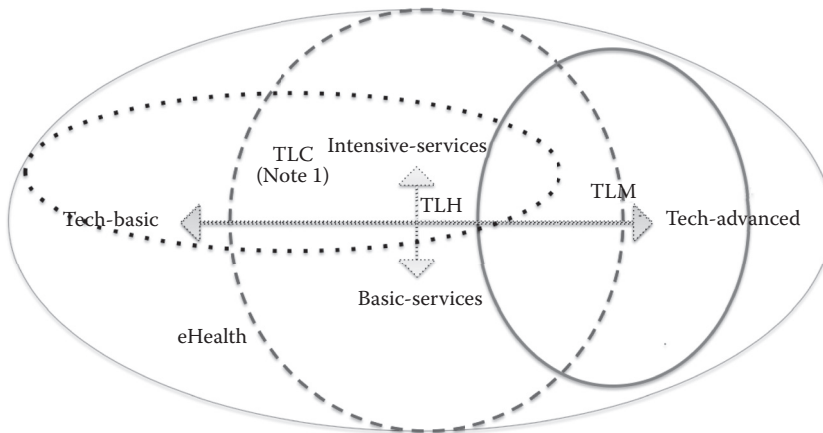 TLC
(Note 1)
Intensive-services
TLM
TLH
Tech-basic
Tech-advanced
Basic-services
eHealth